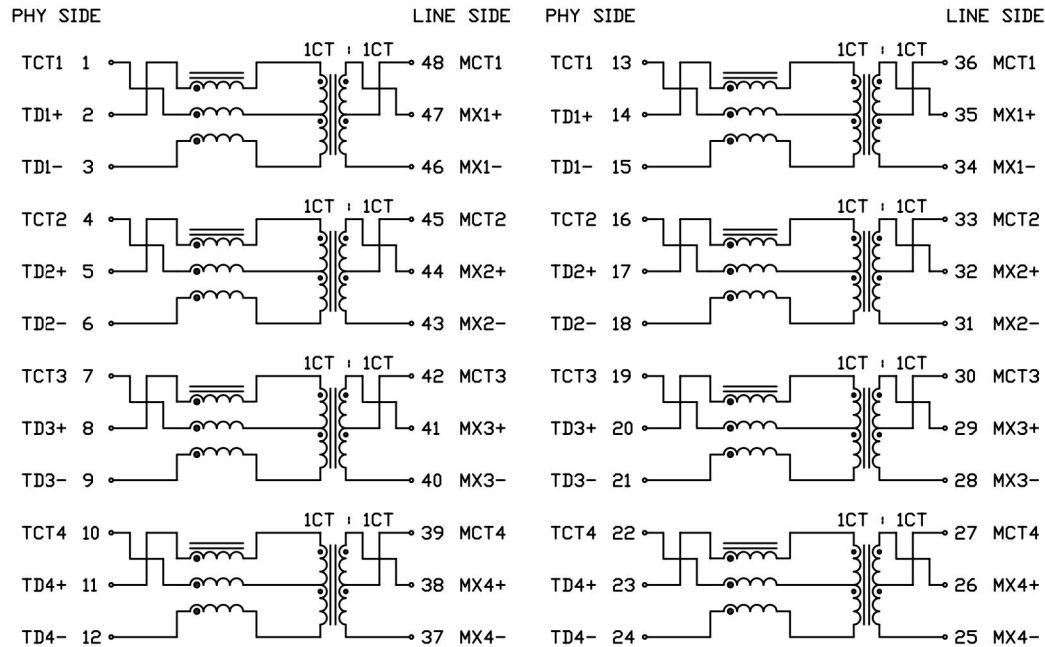 PHY SIDE LINE SIDE PHY SIDE LINE SIDE
1CT : 1CT 1CT : 1CT
TCT1 1 48 MCT1 TCT1 13 36 MCT1
TD1+ 2 47 MX1+ TD1+ 14 35 MX1+
TD1- 3 46 MX1- TD1- 15 34 MX1-
1CT : 1CT 1CT : 1CT
TCT2 4 45 MCT2 TCT2 16 33 MCT2
TD2+ 5 44 MX2+ TD2+ 17 32 MX2+
TD2- 6 43 MX2- TD2- 18 31 MX2-
1CT : 1CT 1CT : 1CT
TCT3 7 42 MCT3 TCT3 19 30 MCT3
TD3+ 8 41 MX3+ TD3+ 20 29 MX3+
TD3- 9 40 MX3- TD3- 21 28 MX3-
1CT : 1CT 1CT : 1CT
TCT4 10 39 MCT4 TCT4 22 27 MCT4
TD4+ 11 38 MX4+ TD4+ 23 26 MX4+
TD4- 12 37 MX4- TD4- 24 25 MX4-